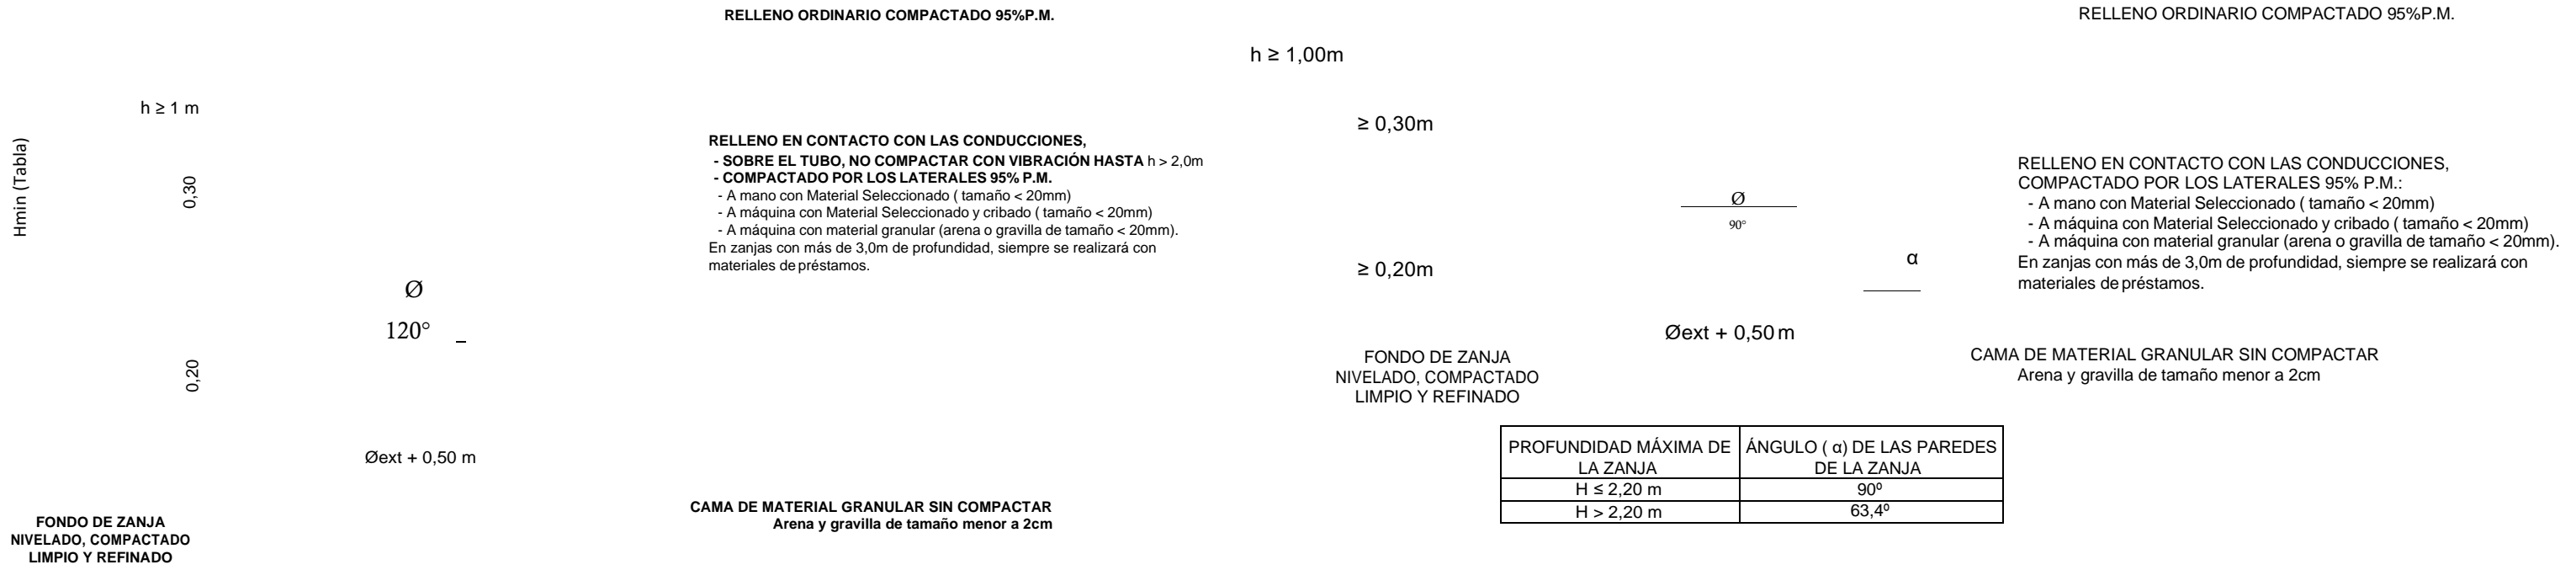 RELLENO ORDINARIO COMPACTADO 95%P.M.
h ≥ 1 m
Hmin (Tabla)
0,30
RELLENO EN CONTACTO CON LAS CONDUCCIONES,
- SOBRE EL TUBO, NO COMPACTAR CON VIBRACIÓN HASTA h > 2,0m
- COMPACTADO POR LOS LATERALES 95% P.M.
- A mano con Material Seleccionado ( tamaño < 20mm)
- A máquina con Material Seleccionado y cribado ( tamaño < 20mm)
- A máquina con material granular (arena o gravilla de tamaño < 20mm).
En zanjas con más de 3,0m de profundidad, siempre se realizará con
materiales de préstamos.
Ø
120°
0,20
Øext + 0,50 m
CAMA DE MATERIAL GRANULAR SIN COMPACTAR
Arena y gravilla de tamaño menor a 2cm
FONDO DE ZANJA
NIVELADO, COMPACTADO
LIMPIO Y REFINADO
RELLENO ORDINARIO COMPACTADO 95%P.M.
h ≥ 1,00m
≥ 0,30m
RELLENO EN CONTACTO CON LAS CONDUCCIONES,
COMPACTADO POR LOS LATERALES 95% P.M.:
- A mano con Material Seleccionado ( tamaño < 20mm)
- A máquina con Material Seleccionado y cribado ( tamaño < 20mm)
- A máquina con material granular (arena o gravilla de tamaño < 20mm).
En zanjas con más de 3,0m de profundidad, siempre se realizará con
materiales de préstamos.
Ø
90°
α
≥ 0,20m
Øext + 0,50 m
FONDO DE ZANJA
NIVELADO, COMPACTADO
LIMPIO Y REFINADO
CAMA DE MATERIAL GRANULAR SIN COMPACTAR
Arena y gravilla de tamaño menor a 2cm
PROFUNDIDAD MÁXIMA DE
LA ZANJA
ÁNGULO ( α) DE LAS PAREDES
DE LA ZANJA
H ≤ 2,20 m
90º
H > 2,20 m
63,4º